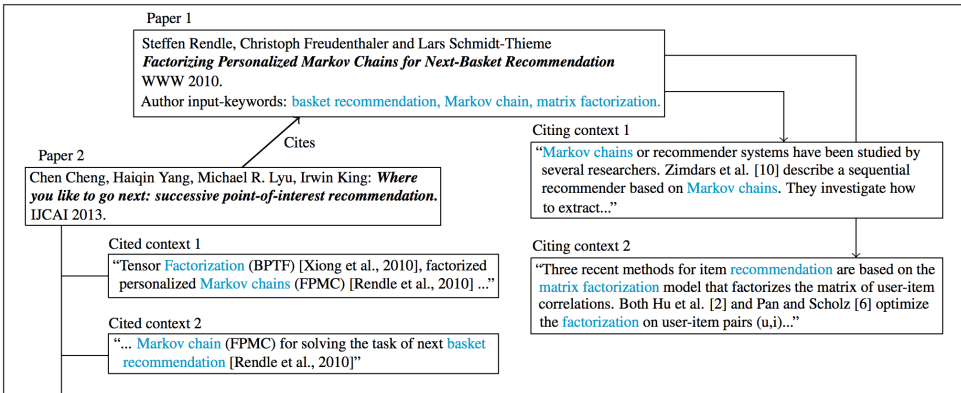 Paper 1
Steffen Rendle, Christoph Freudenthaler and Lars Schmidt-Thieme
Factorizing Personalized Markov Chains for Next-Basket Recommendation
WWW 2010.
Author input-keywords: basket recommendation, Markov chain, matrix factorization.
Cites
Paper 2
Chen Cheng, Haiqin Yang, Michael R. Lyu, Irwin King: Where
you like to go next: successive point-of-interest recommendation.
IJCAI 2013.
Cited context 1
“Tensor Factorization (BPTF) [Xiong et al., 2010], factorized
personalized Markov chains (FPMC) [Rendle et al., 2010] ...”
Cited context 2
“... Markov chain (FPMC) for solving the task of next basket
recommendation [Rendle et al., 2010]”
Citing context 1
“Markov chains or recommender systems have been studied by
several researchers. Zimdars et al. [10] describe a sequential
recommender based on Markov chains. They investigate how
to extract...”
Citing context 2
“Three recent methods for item recommendation are based on the
matrix factorization model that factorizes the matrix of user-item
correlations. Both Hu et al. [2] and Pan and Scholz [6] optimize
the factorization on user-item pairs (u,i)...”